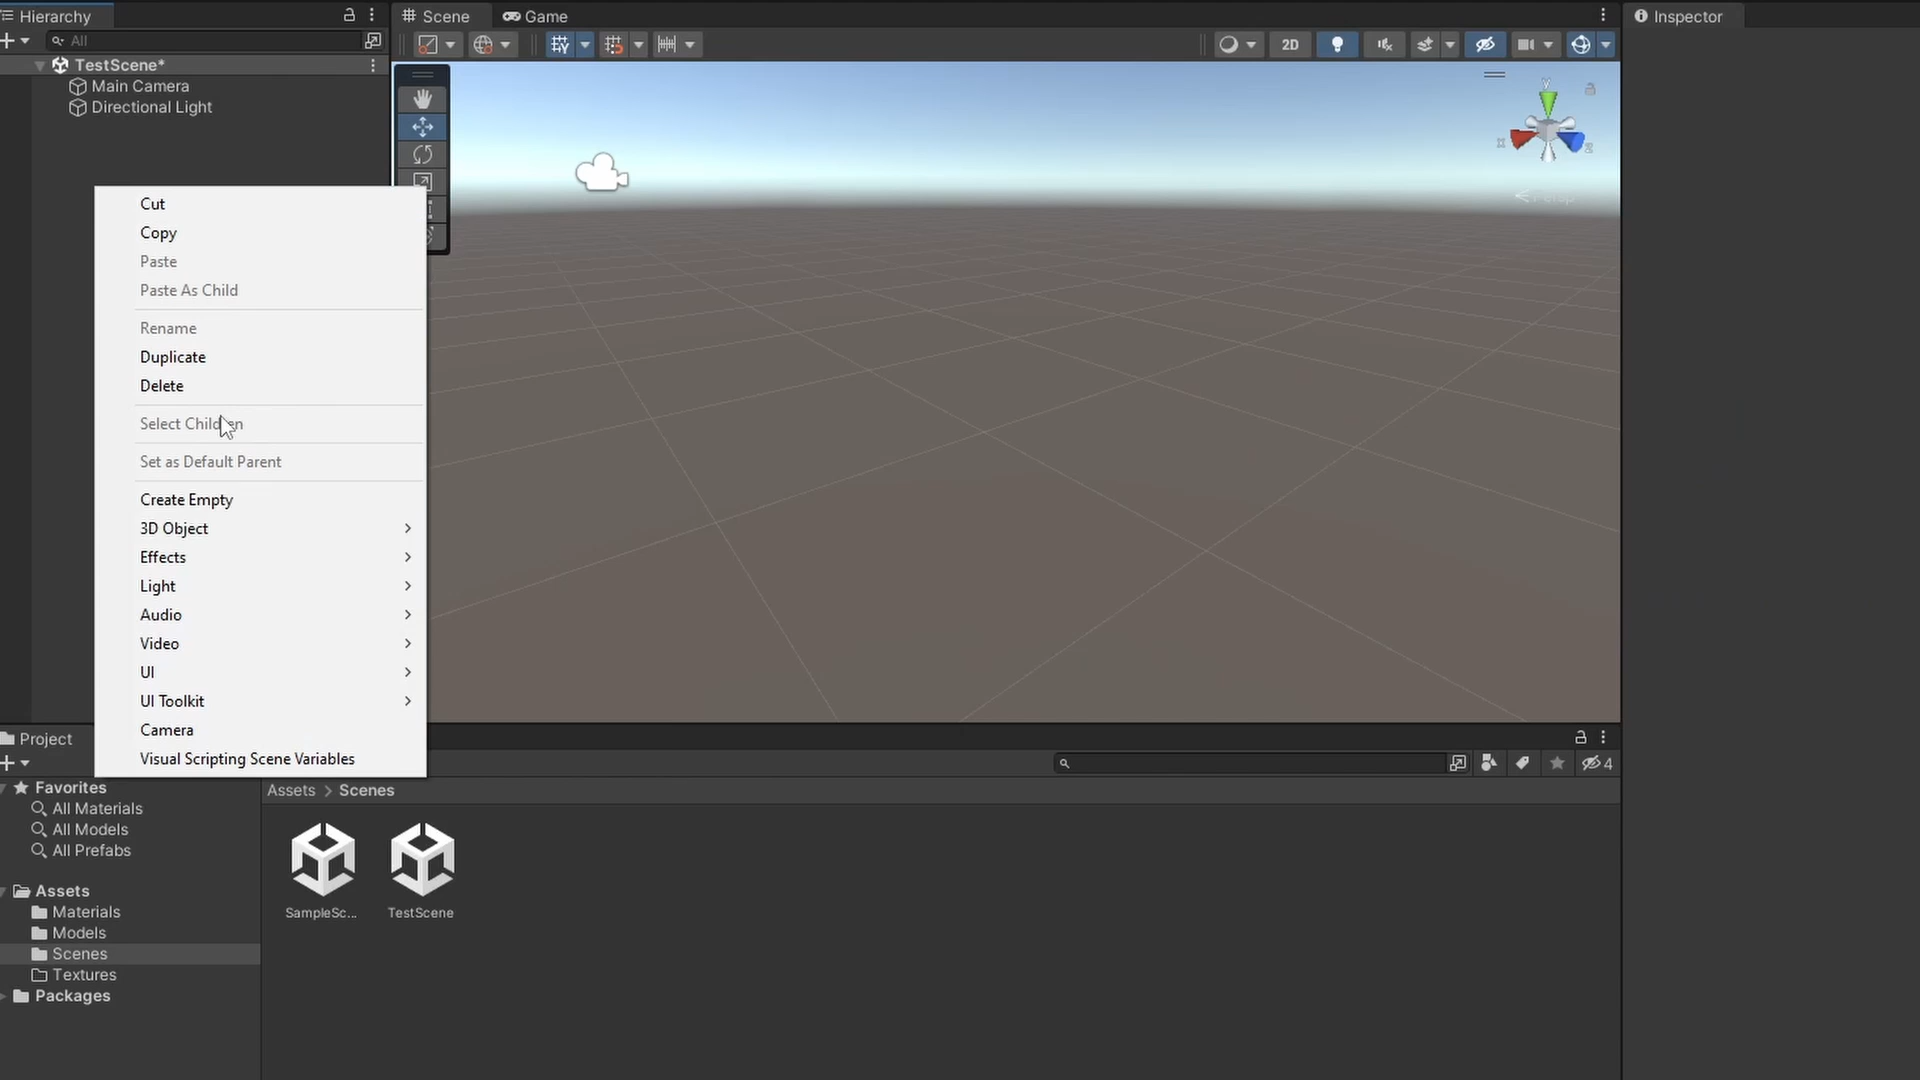 Hierarchy
All
TestScene*
Main Camera
Directional Light
Scene
Game
2D
y
x
z
Persp
Inspector
Cut
Copy
Paste
Paste As Child
Rename
Duplicate
Delete
Select Children
Set as Default Parent
Create Empty
3D Object
Effects
Light
Audio
Video
UI
UI Toolkit
Camera
Visual Scripting Scene Variables
Project
4
Favorites
All Materials
All Models
All Prefabs
Assets
Materials
Models
Scenes
Textures
Packages
Assets > Scenes
SampleSc...
TestScene